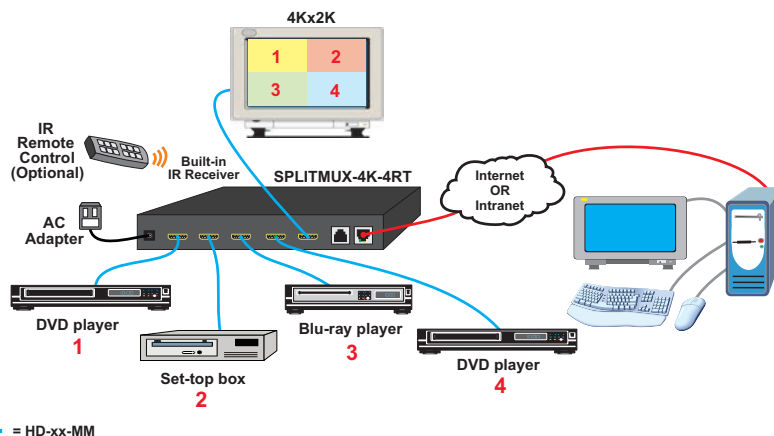 4Kx2K
1
2
3
4
IR
Remote
Control
(Optional)
Built-in
IR Receiver
SPLITMUX-4K-4RT
Internet
OR
Intranet
AC
Adapter
DVD player
1
Set-top box
2
Blu-ray player
3
DVD player
4
= HD-xx-MM